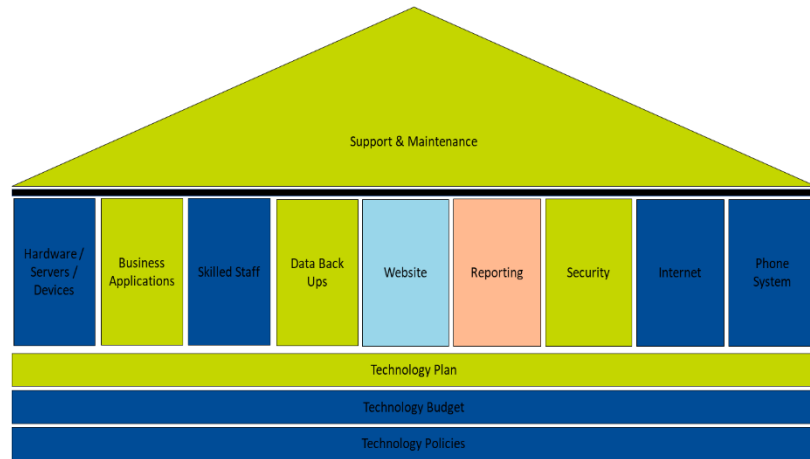 Support & Maintenance
Hardware /
Servers /
Devices
Business
Applications
Skilled Staff
Data Back
Ups
Website
Reporting
Security
Internet
Phone
System
Technology Plan
Technology Budget
Technology Policies